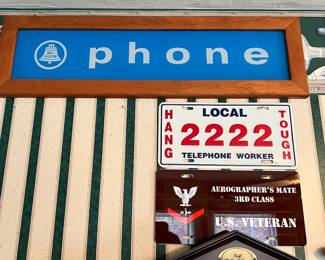 phone
LOCAL
HANG
2222
TOUGH
TELEPHONE WORKER
AEROGRAPHER'S MATE
3RD CLASS
U.S. VETERAN